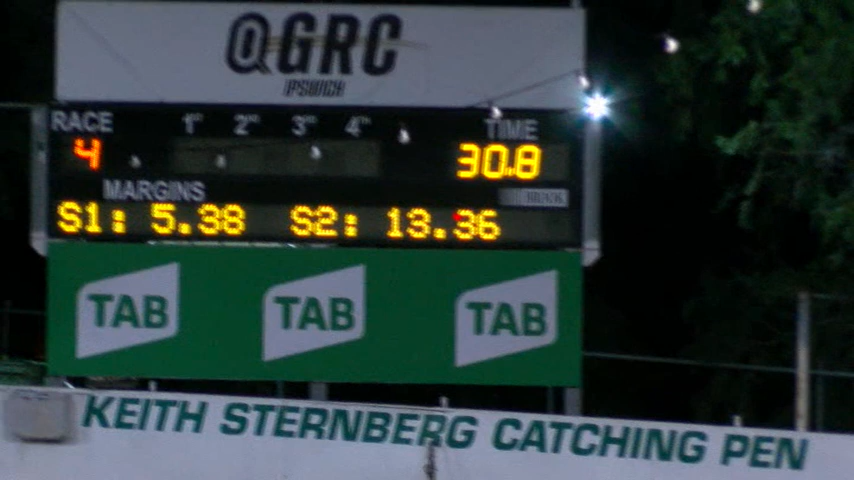 QGRC
IPSWICH
RACE 1ST 2ND 3RD 4TH TIME
4 30.8
MARGINS
S1: 5.38 S2: 13.36
TAB TAB TAB
KEITH STERNBERG CATCHING PEN